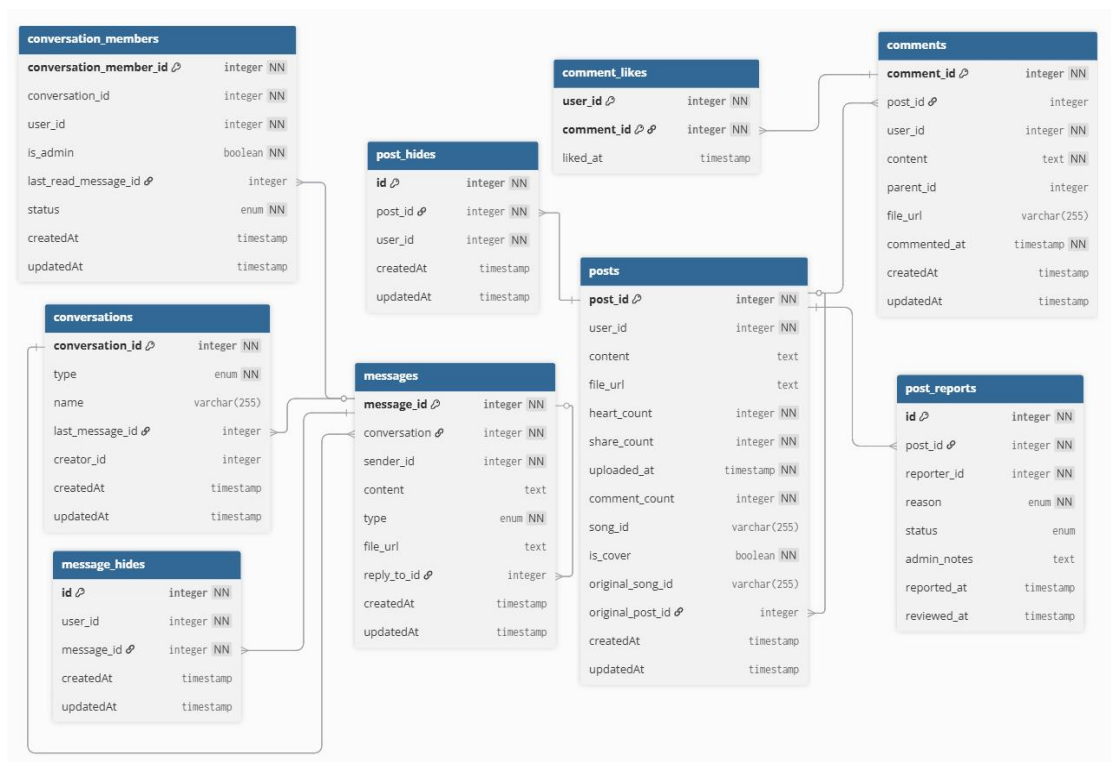 conversation_members
conversation_member_id integer NN
conversation_id integer NN
user_id integer NN
is_admin boolean NN
last_read_message_id integer
status enum NN
createdAt timestamp
updatedAt timestamp
conversations
conversation_id integer NN
type enum NN
name varchar(255)
last_message_id integer
creator_id integer
createdAt timestamp
updatedAt timestamp
message_hides
id integer NN
user_id integer NN
message_id integer NN
createdAt timestamp
updatedAt timestamp
post_hides
id integer NN
post_id integer NN
user_id integer NN
createdAt timestamp
updatedAt timestamp
messages
message_id integer NN
conversation integer NN
sender_id integer NN
content text
type enum NN
file_url text
reply_to_id integer
createdAt timestamp
updatedAt timestamp
comment_likes
user_id integer NN
comment_id integer NN
liked_at timestamp
posts
post_id integer NN
user_id integer NN
content text
file_url text
heart_count integer NN
share_count integer NN
uploaded_at timestamp NN
comment_count integer NN
song_id varchar(255)
is_cover boolean NN
original_song_id varchar(255)
original_post_id integer
createdAt timestamp
updatedAt timestamp
comments
comment_id integer NN
post_id integer
user_id integer NN
content text NN
parent_id integer
file_url varchar(255)
commented_at timestamp NN
createdAt timestamp
updatedAt timestamp
post_reports
id integer NN
post_id integer NN
reporter_id integer NN
reason enum NN
status enum
admin_notes text
reported_at timestamp
reviewed_at timestamp